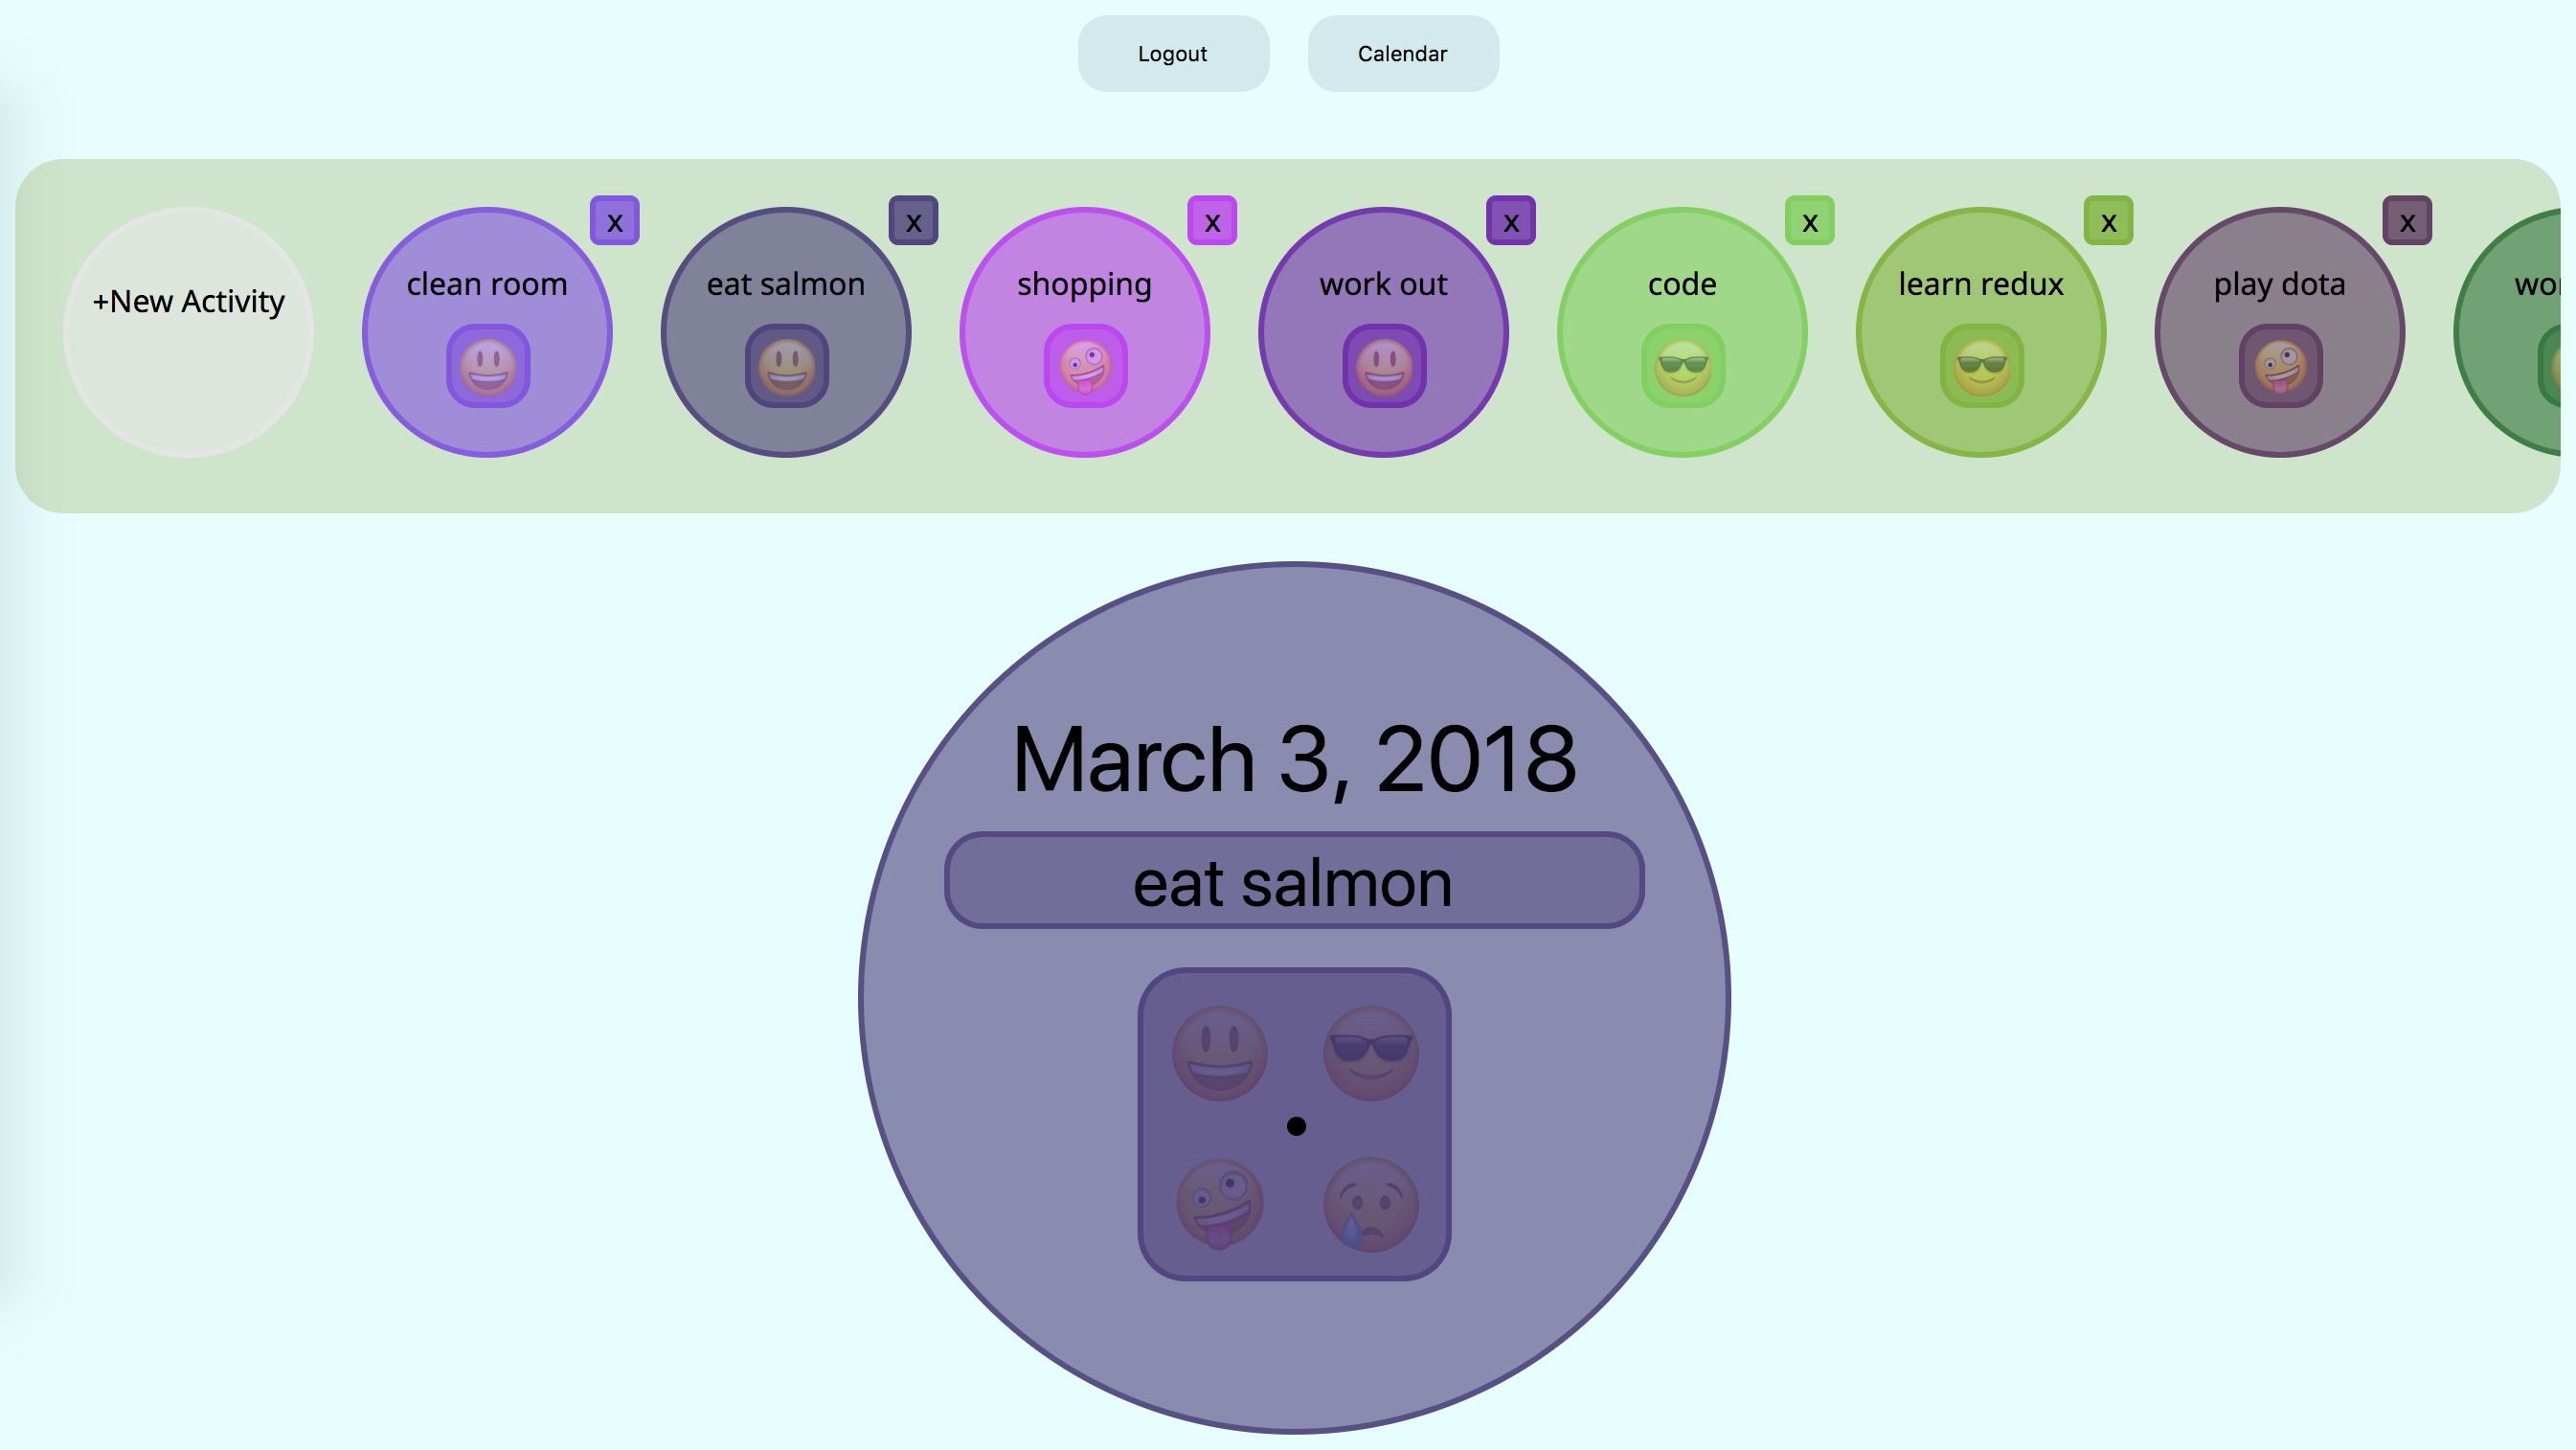 Logout
Calendar
+New Activity
clean room
x
eat salmon
x
shopping
x
work out
x
code
x
learn redux
x
play dota
x
March 3, 2018
eat salmon